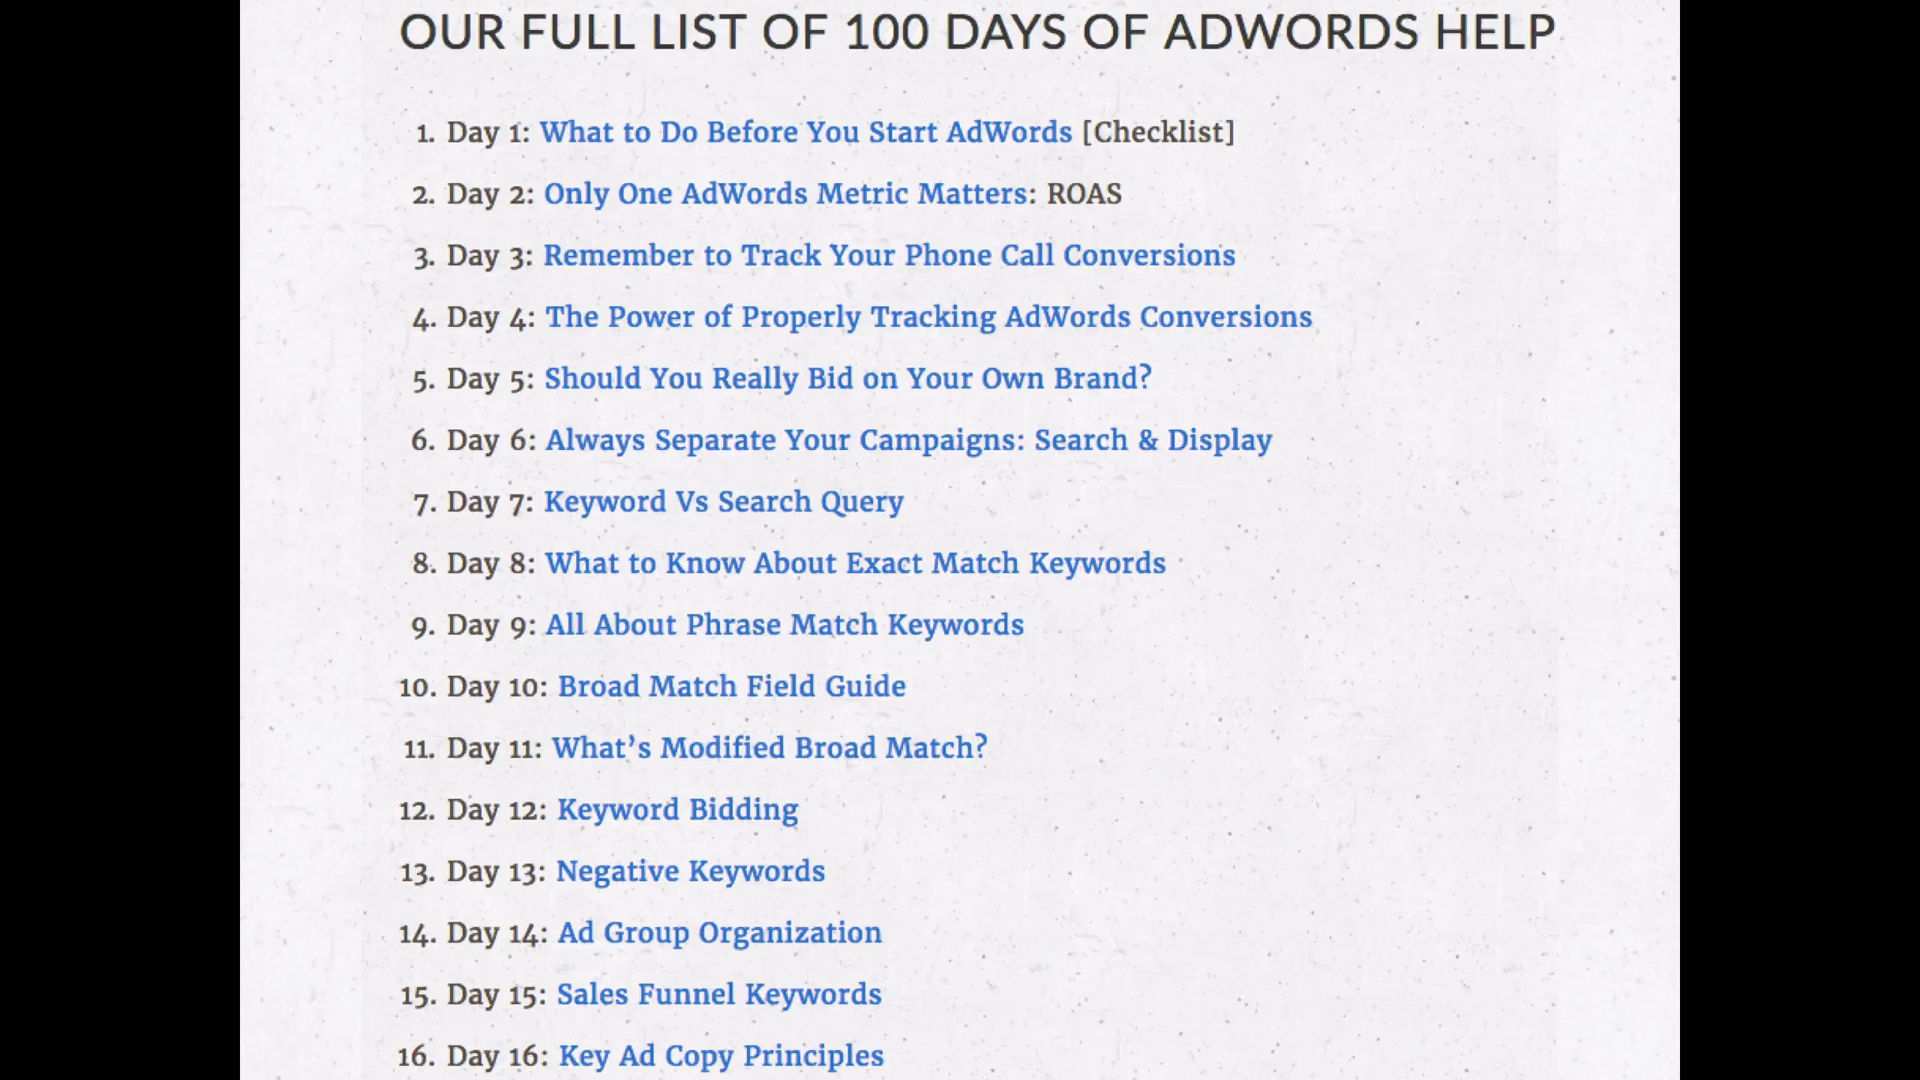 OUR FULL LIST OF 100 DAYS OF ADWORDS HELP
1. Day 1: What to Do Before You Start AdWords [Checklist]
2. Day 2: Only One AdWords Metric Matters: ROAS
3. Day 3: Remember to Track Your Phone Call Conversions
4. Day 4: The Power of Properly Tracking AdWords Conversions
5. Day 5: Should You Really Bid on Your Own Brand?
6. Day 6: Always Separate Your Campaigns: Search & Display
7. Day 7: Keyword Vs Search Query
8. Day 8: What to Know About Exact Match Keywords
9. Day 9: All About Phrase Match Keywords
10. Day 10: Broad Match Field Guide
11. Day 11: What’s Modified Broad Match?
12. Day 12: Keyword Bidding
13. Day 13: Negative Keywords
14. Day 14: Ad Group Organization
15. Day 15: Sales Funnel Keywords
16. Day 16: Key Ad Copy Principles